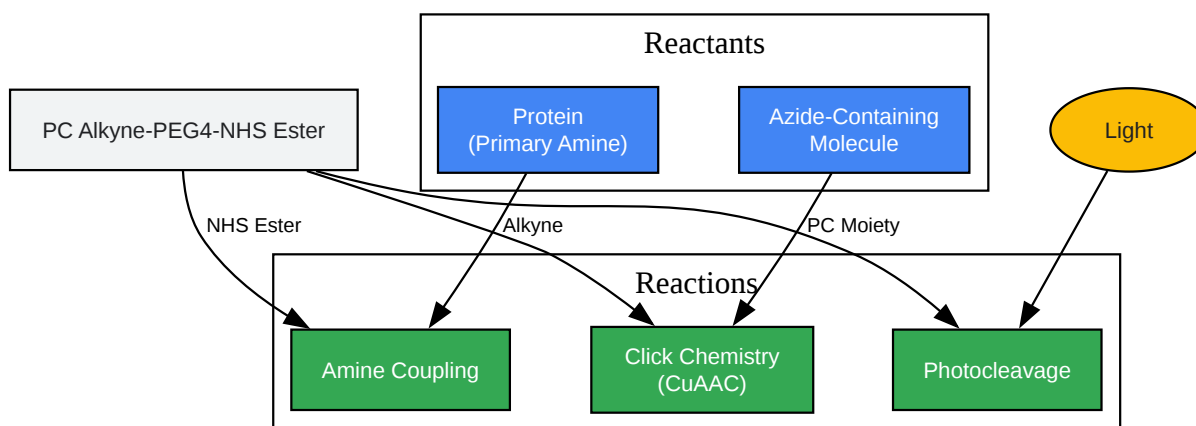 Reactants
PC Alkyne-PEG4-NHS Ester
Protein
(Primary Amine)
Azide-Containing
Molecule
Light
NHS Ester
Alkyne
PC Moiety
Reactions
Amine Coupling
Click Chemistry
(CuAAC)
Photocleavage